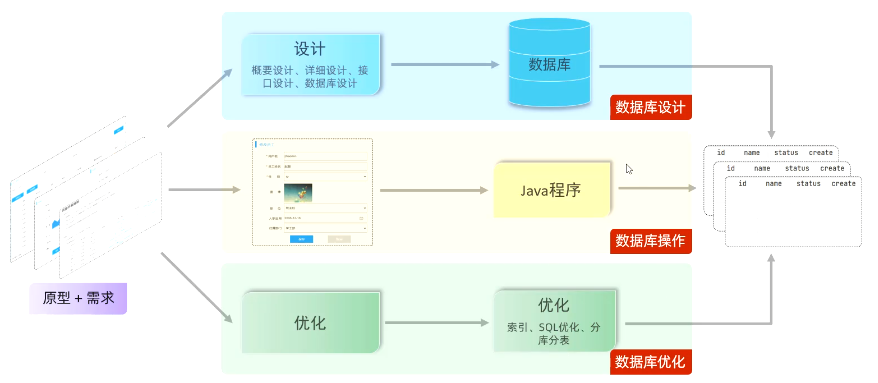 设计
概要设计、详细设计、接
口设计、数据库设计
数据库
数据库设计
原型 + 需求
Java程序
数据库操作
id name status create
id name status create
id name status create
优化
优化
索引、SQL优化、分
库分表
数据库优化